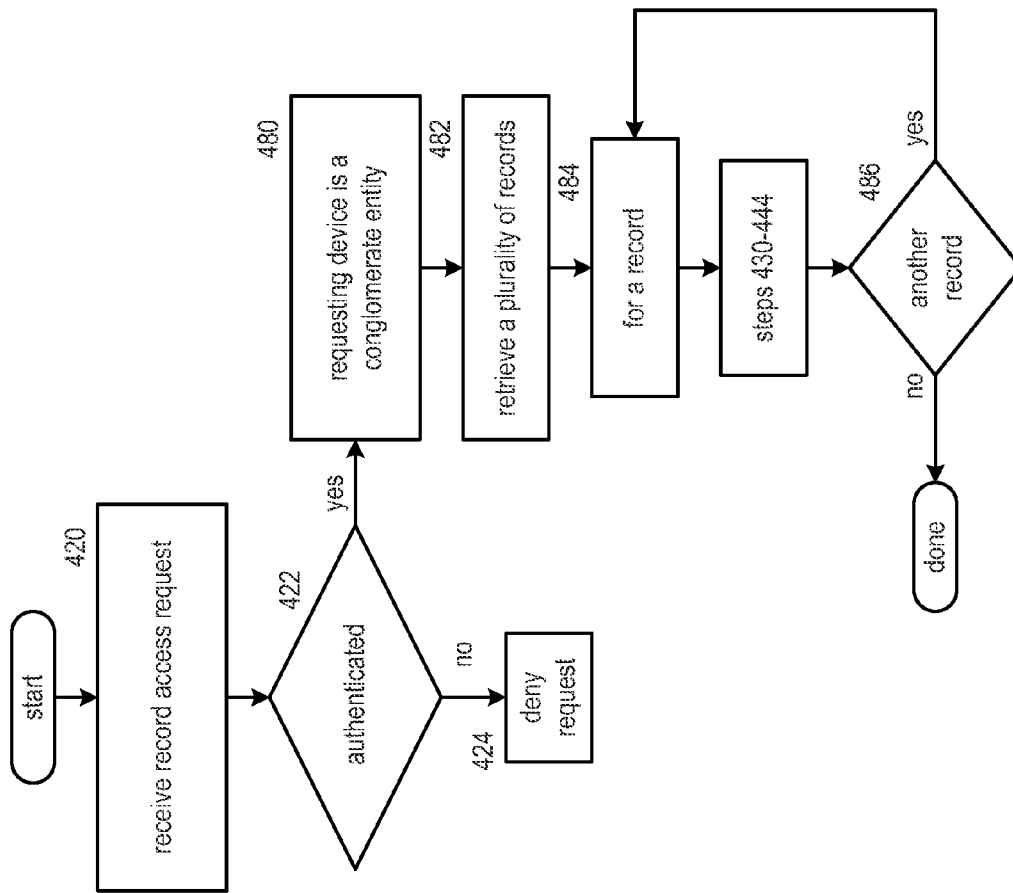 start
420
receive record access request
422
authenticated
yes
no
424
deny
request
480
requesting device is a
conglomerate entity
482
retrieve a plurality of records
484
for a record
steps 430-444
486
another
record
yes
no
done